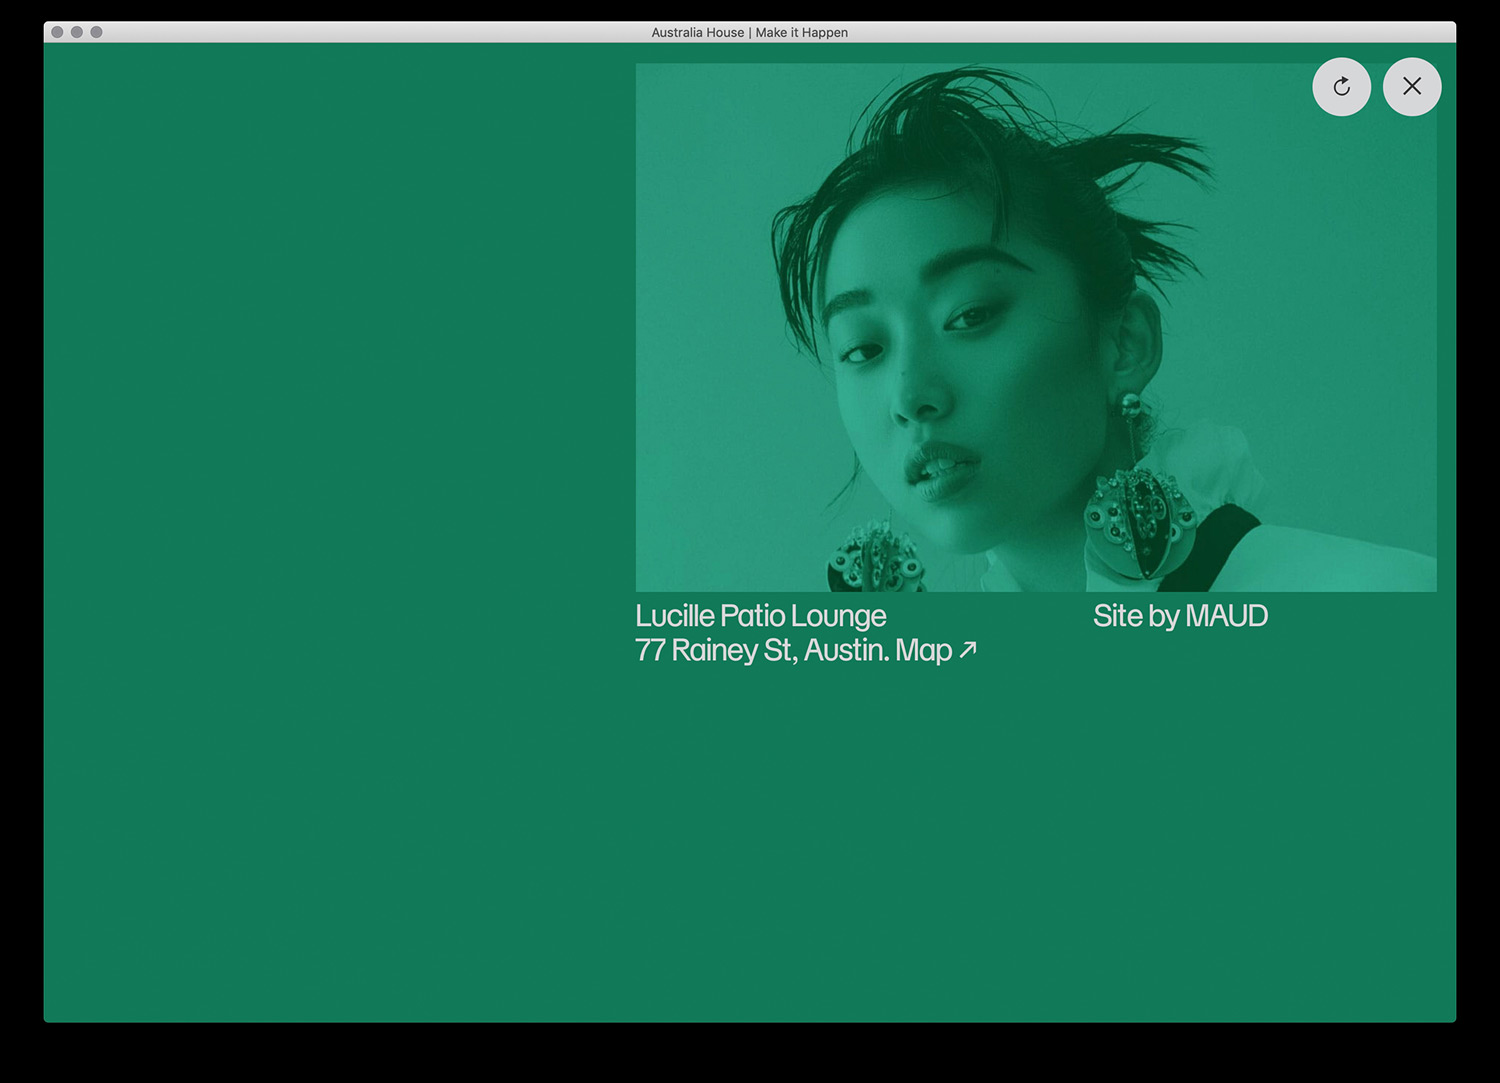 Australia House | Make it Happen
Lucille Patio Lounge
77 Rainey St, Austin. Map ↗
Site by MAUD